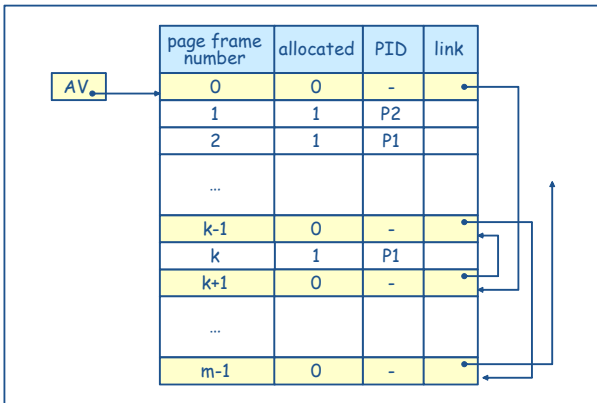 page frame number allocated PID link
AV 0 0 -
1 1 P2
2 1 P1
...
k-1 0 -
k 1 P1
k+1 0 -
...
m-1 0 -